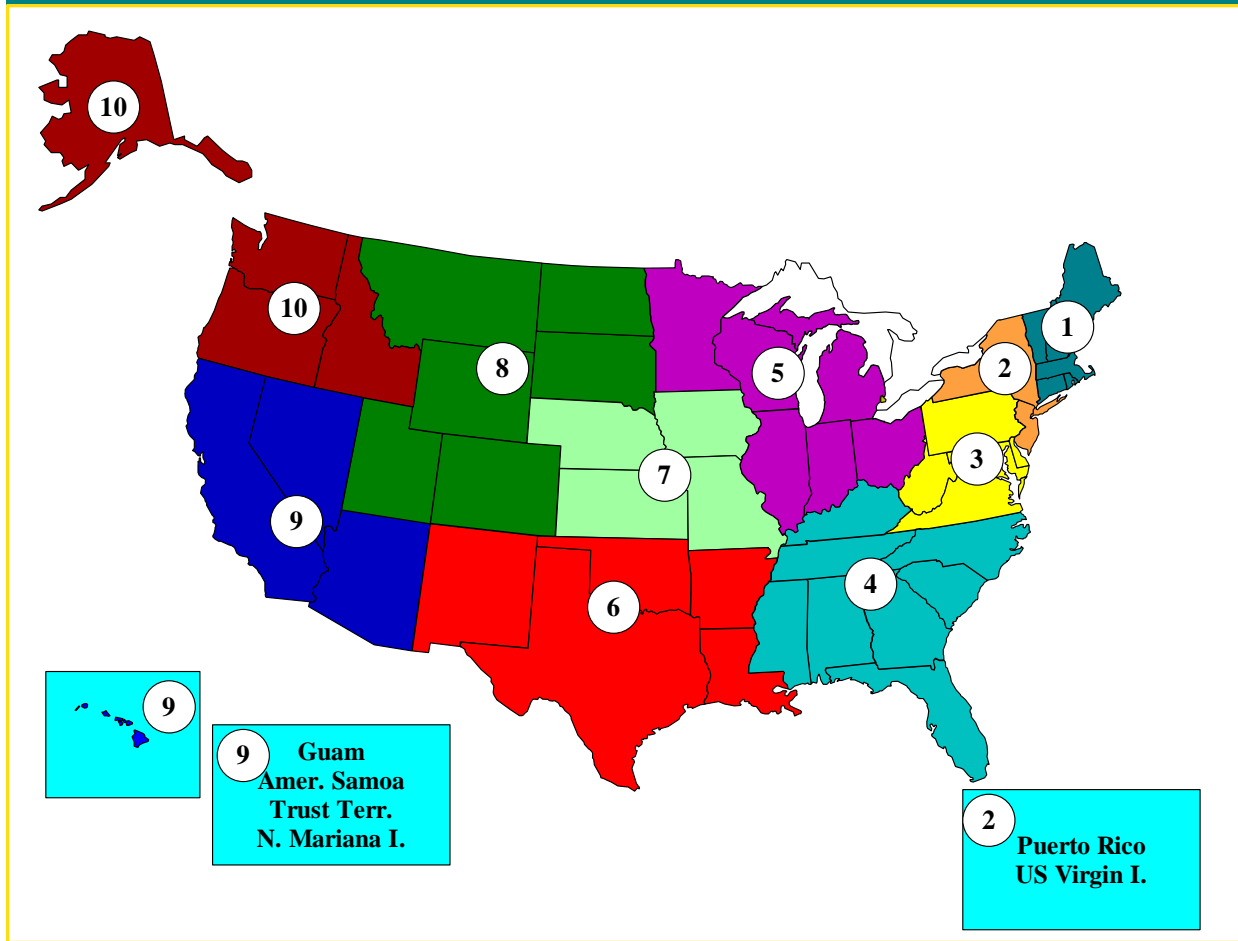 10
10
1
2
5
8
3
7
9
4
6
9
9
Guam
Amer. Samoa
Trust Terr.
N. Mariana I.
2
Puerto Rico
US Virgin I.